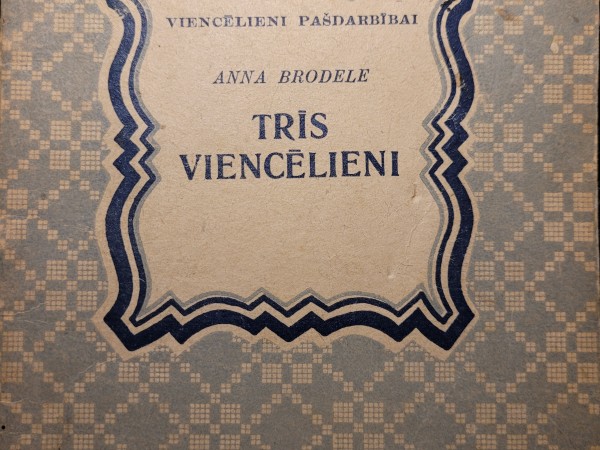 VIENCĒLIENI PAŠDARBĪBAI
ANNA BRODELE
TRĪS
VIENCĒLIENI